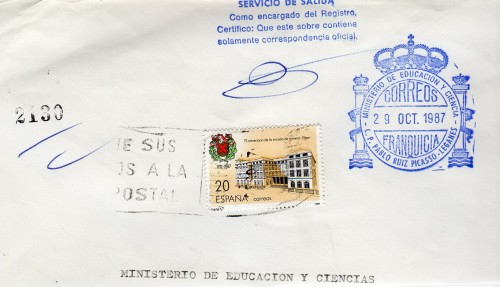 SERVICIO DE SALIDA
Como encargado del Registro,
Certifico: Que este sobre contiene
solamente correspondencia oficial.
MINISTERIO DE EDUCACION Y CIENCIA
CORREOS
29 OCT. 1987
FRANQUICIA
C.P. PABLO RUIZ PICASSO-LEGANES
2130
UE SUS
OS A LA
POSTAL
20
ESPAÑA
correos
MINISTERIO DE EDUCACION Y CIENCIAS